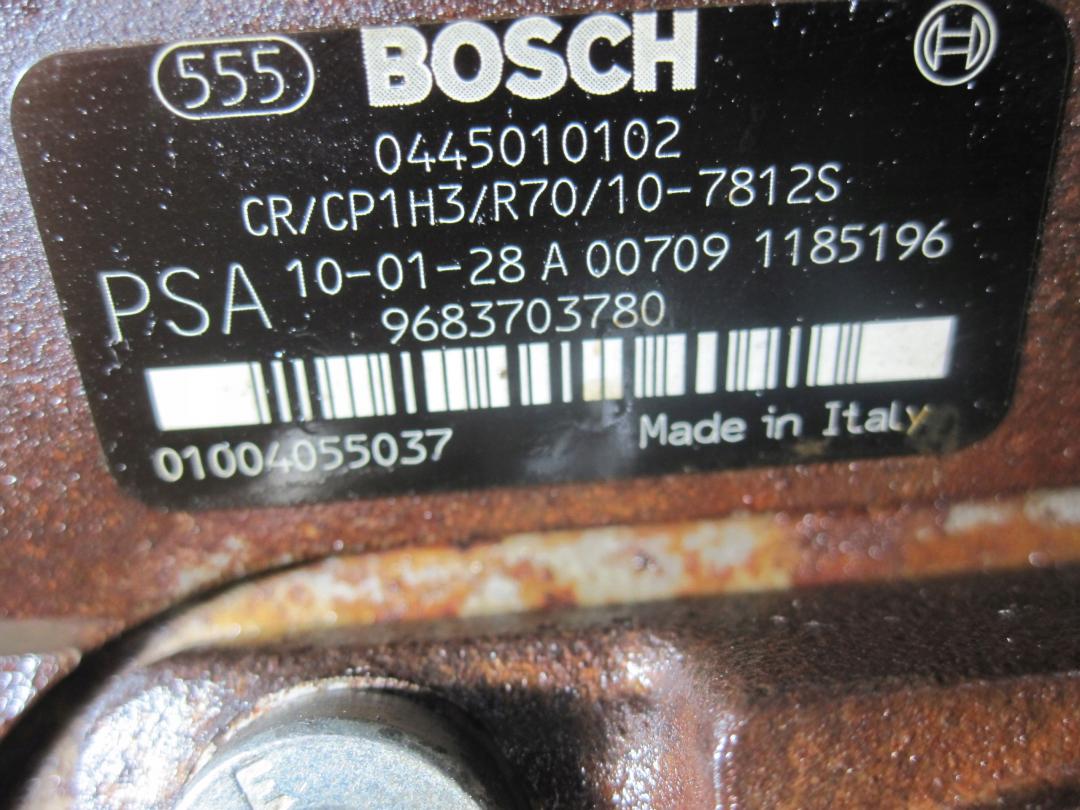 555 BOSCH
0445010102
CR/CP1H3/R70/10-7812S
PSA 10-01-28 A 00709 1185196
9683703780
01004055037 Made in Italy